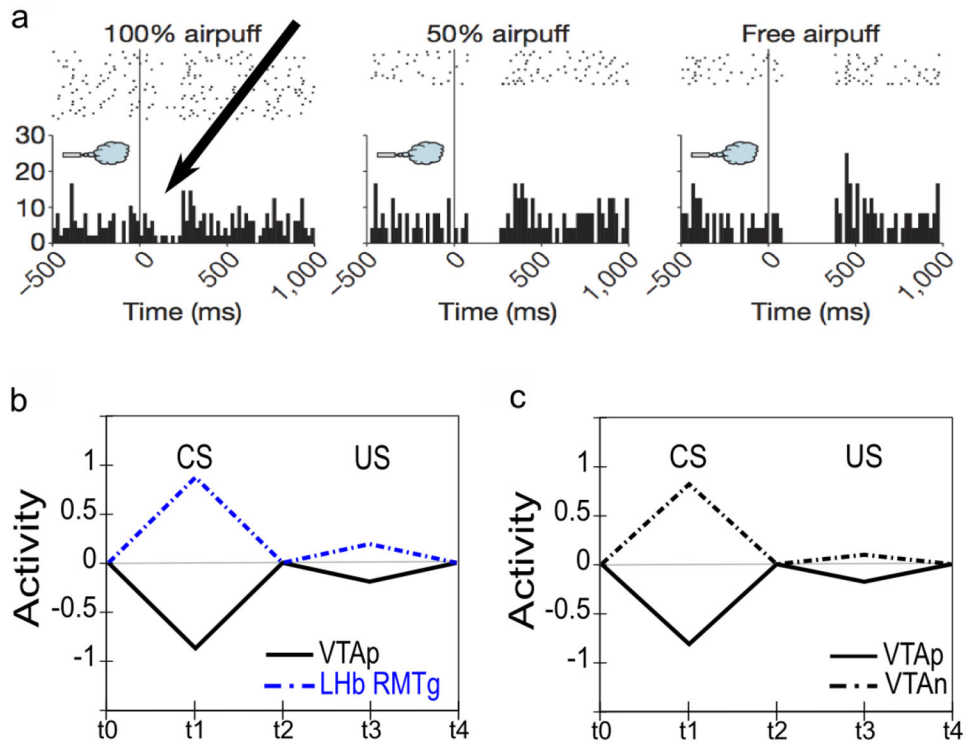 a
100% airpuff
50% airpuff
Free airpuff
30
20
10
0
−500
0
500
1,000
Time (ms)
−500
0
500
1,000
Time (ms)
−500
0
500
1,000
Time (ms)
b
CS
US
1
0.5
0
-0.5
-1
Activity
VTAp
LHb RMTg
t0
t1
t2
t3
t4
c
CS
US
1
0.5
0
-0.5
-1
Activity
VTAp
VTAn
t0
t1
t2
t3
t4